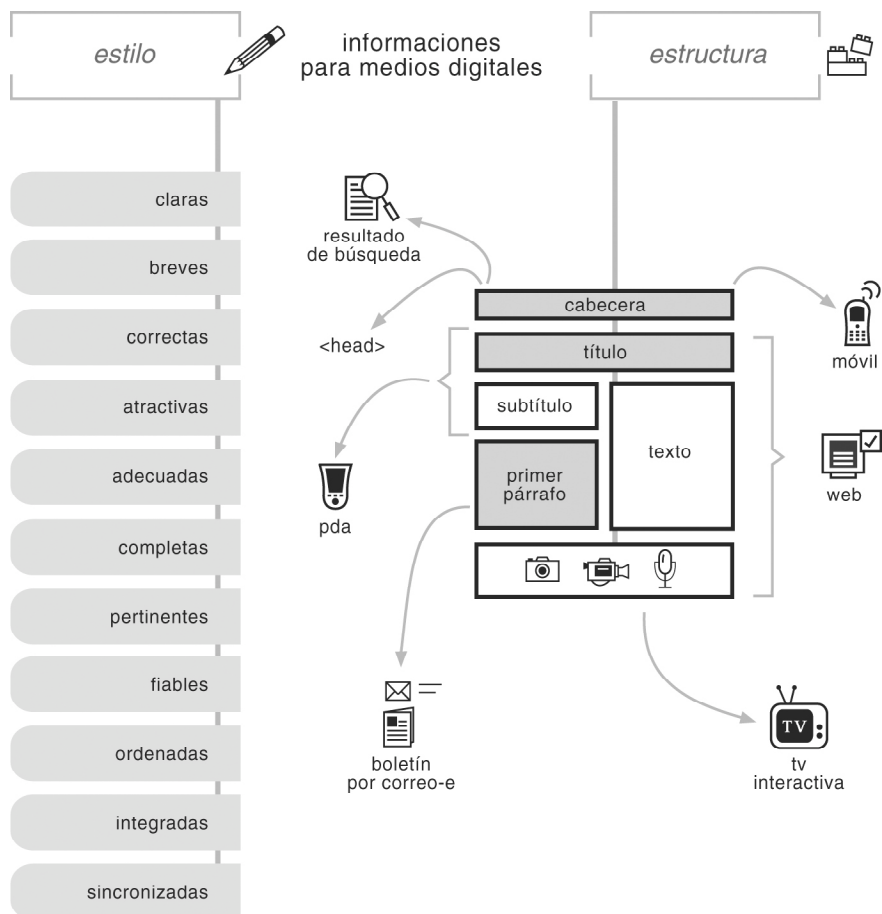 estilo
informaciones
para medios digitales
estructura
claras
breves
correctas
atractivas
adecuadas
completas
pertinentes
fiables
ordenadas
integradas
sincronizadas
resultado
de búsqueda
<head>
pda
boletín
por correo-e
cabecera
título
subtítulo
texto
primer
párrafo
móvil
web
TV
tv
interactiva